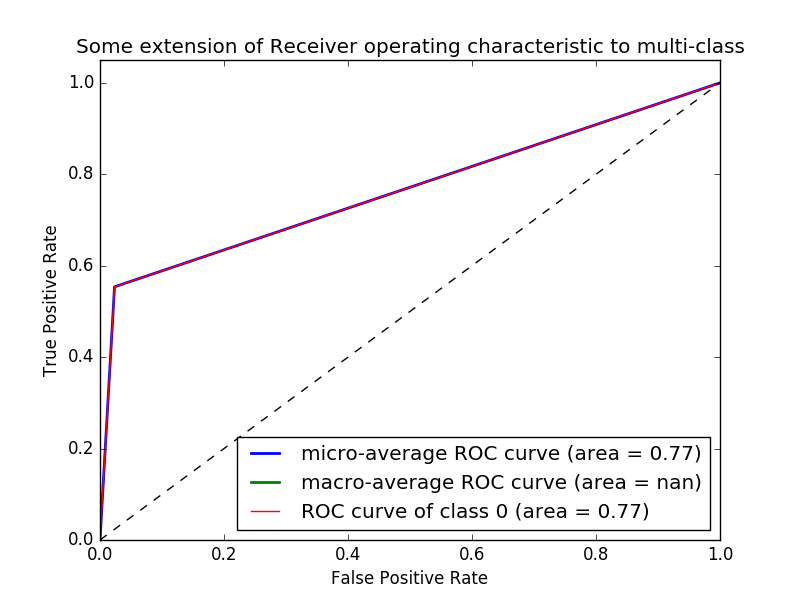 Some extension of Receiver operating characteristic to multi-class
1.0
0.8
0.6
0.4
0.2
0.0
True Positive Rate
micro-average ROC curve (area = 0.77)
macro-average ROC curve (area = nan)
ROC curve of class 0 (area = 0.77)
0.0 0.2 0.4 0.6 0.8 1.0
False Positive Rate